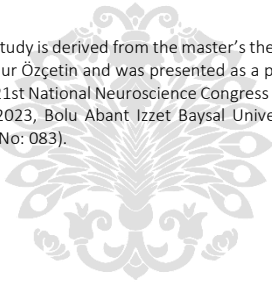 tudy is derived from the master’s the
ur Özçetin and was presented as a p
21st National Neuroscience Congress
2023, Bolu Abant Izzet Baysal Unive
No: 083).